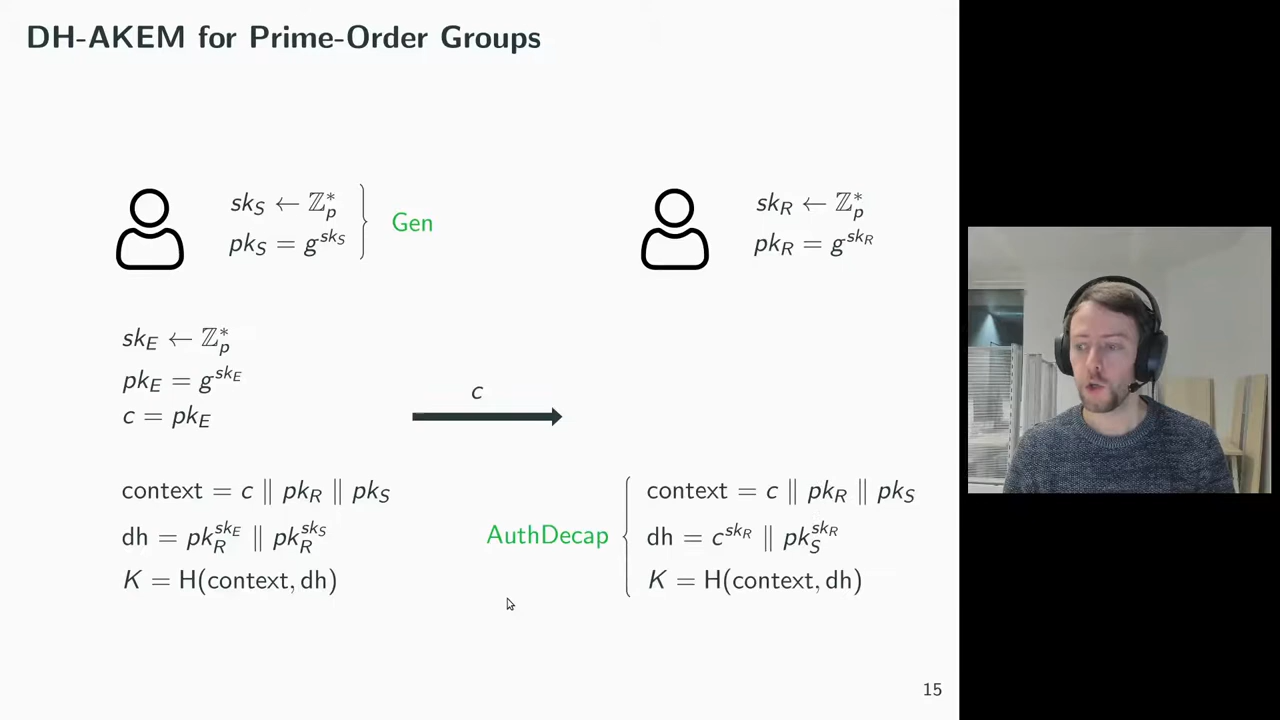 DH-AKEM for Prime-Order Groups
sk_S ← ℤ_p^*
pk_S = g^{sk_S}
Gen
sk_R ← ℤ_p^*
pk_R = g^{sk_R}
sk_E ← ℤ_p^*
pk_E = g^{sk_E}
c = pk_E
c
context = c ∥ pk_R ∥ pk_S
dh = pk_R^{sk_E} ∥ pk_R^{sk_S}
K = H(context, dh)
AuthDecap
context = c ∥ pk_R ∥ pk_S
dh = c^{sk_R} ∥ pk_S^{sk_R}
K = H(context, dh)
15